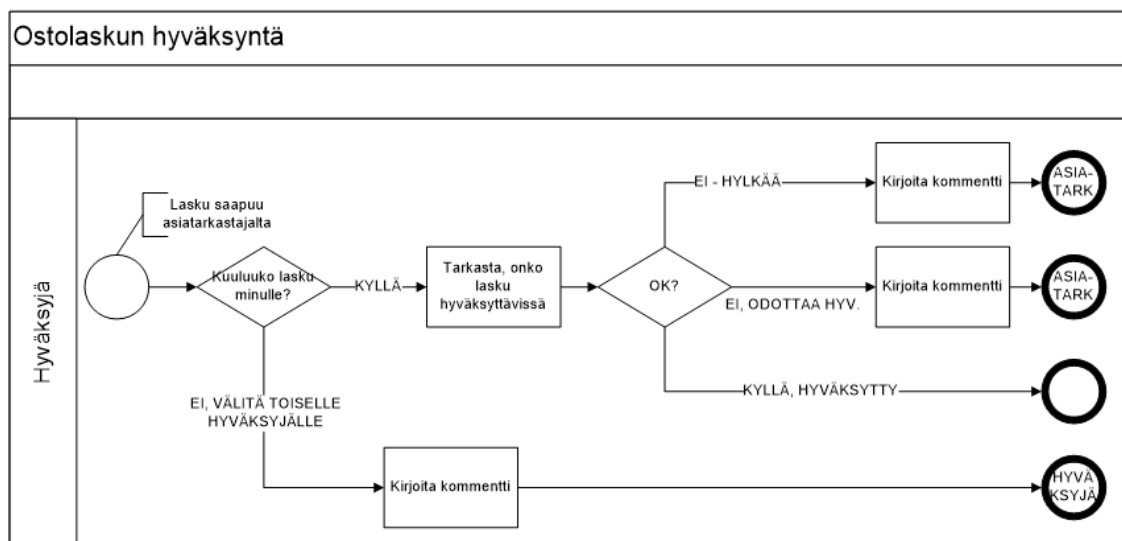 Ostolaskun hyväksyntä
Hyväksyjä
Lasku saapuu
asiatarkastajalta
Kuuluuko lasku
minulle?
KYLLÄ
Tarkasta, onko
lasku
hyväksyttävissä
OK?
EI - HYLKÄÄ
Kirjoita kommentti
ASIA-
TARK
EI, ODOTTAA HYV.
Kirjoita kommentti
ASIA-
TARK
KYLLÄ, HYVÄKSYTTY
EI, VÄLITÄ TOISELLE
HYVÄKSYJÄLLE
Kirjoita kommentti
HYVÄ
KSYJÄ